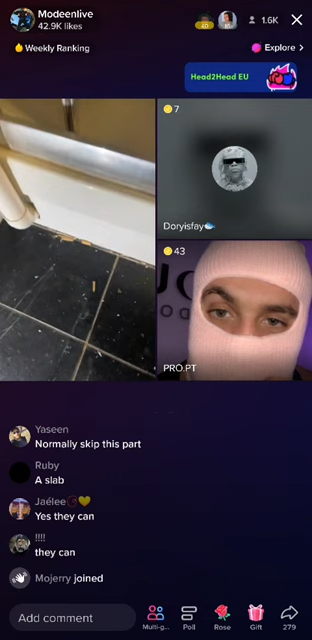 Modeenlive
42.9K likes
40
1.6K
Weekly Ranking
Explore
Head2Head EU
7
Doryisfay
43
PRO.PT
Yaseen
Normally skip this part
Ruby
A slab
Jaélee
Yes they can
!!!!
they can
Mojerry joined
Add comment
Multi-g...
Poll
Rose
Gift
279